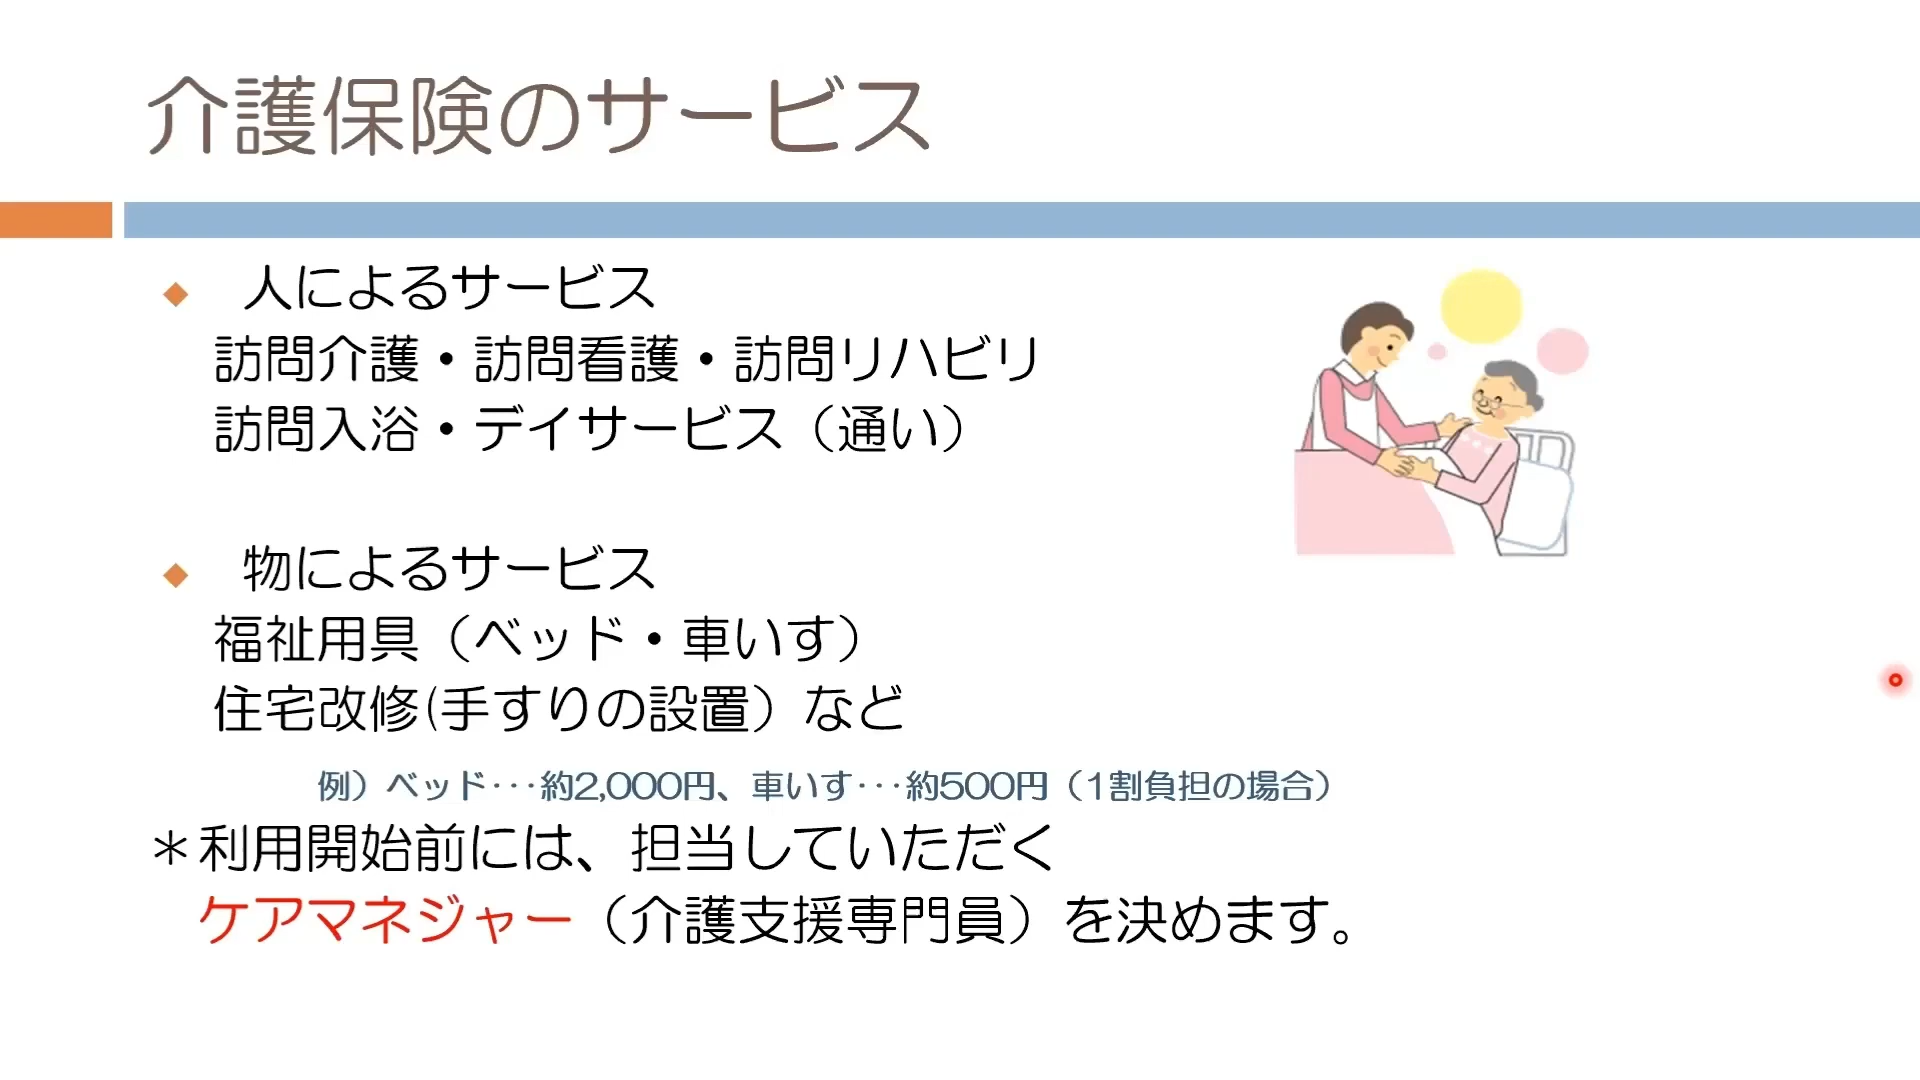 介護保険のサービス
◆ 人によるサービス
訪問介護・訪問看護・訪問リハビリ
訪問入浴・デイサービス（通い）
◆ 物によるサービス
福祉用具（ベッド・車いす）
住宅改修(手すりの設置）など
例）ベッド･･･約2,000円、車いす･･･約500円（1割負担の場合）
＊利用開始前には、担当していただく
ケアマネジャー（介護支援専門員）を決めます。